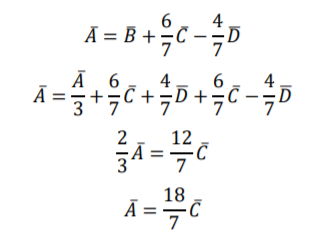 Ā = B̄ + 6/7 C̄ − 4/7 D̄
Ā = Ā/3 + 6/7 C̄ + 4/7 D̄ + 6/7 C̄ − 4/7 D̄
2/3 Ā = 12/7 C̄
Ā = 18/7 C̄